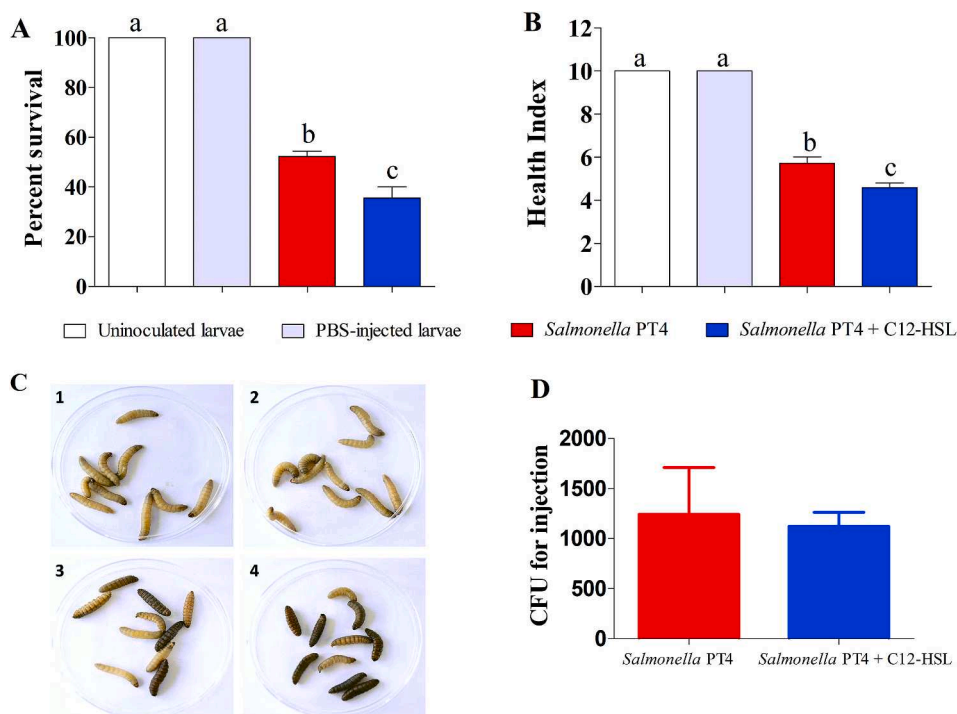 A
Percent survival
100
80
60
40
20
0
a
a
b
c
B
Health Index
12
10
8
6
4
2
0
a
a
b
c
Uninoculated larvae
PBS-injected larvae
Salmonella PT4
Salmonella PT4 + C12-HSL
C
1
2
3
4
D
CFU for injection
2000
1500
1000
500
0
Salmonella PT4
Salmonella PT4 + C12-HSL